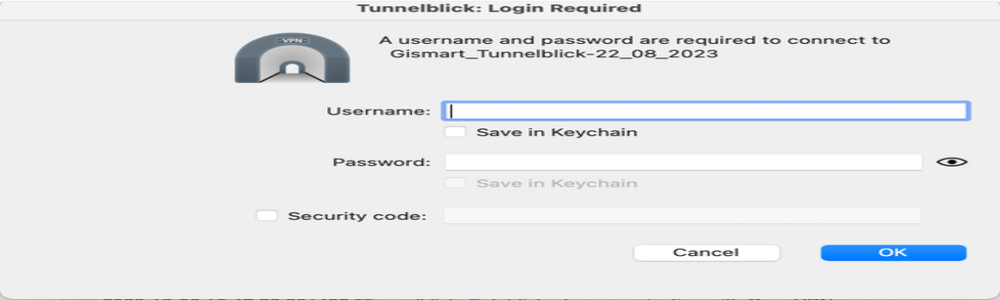 Tunnelblick: Login Required
VPN
A username and password are required to connect to
Gismart_Tunnelblick-22_08_2023
Username:
Save in Keychain
Password:
Save in Keychain
Security code:
Cancel OK